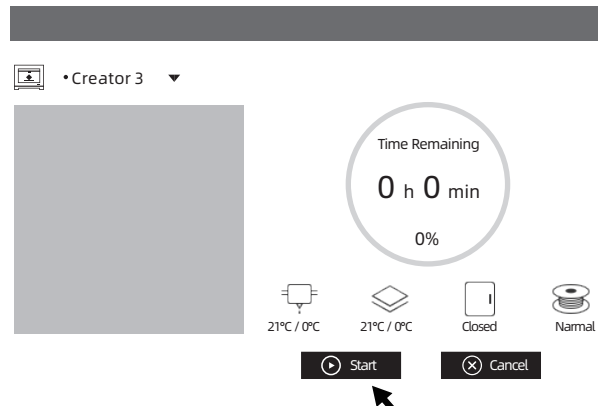 •Creator 3
Time Remaining
0 h 0 min
0%
21℃ / 0℃ 21℃ / 0℃ Closed Narmal
Start Cancel